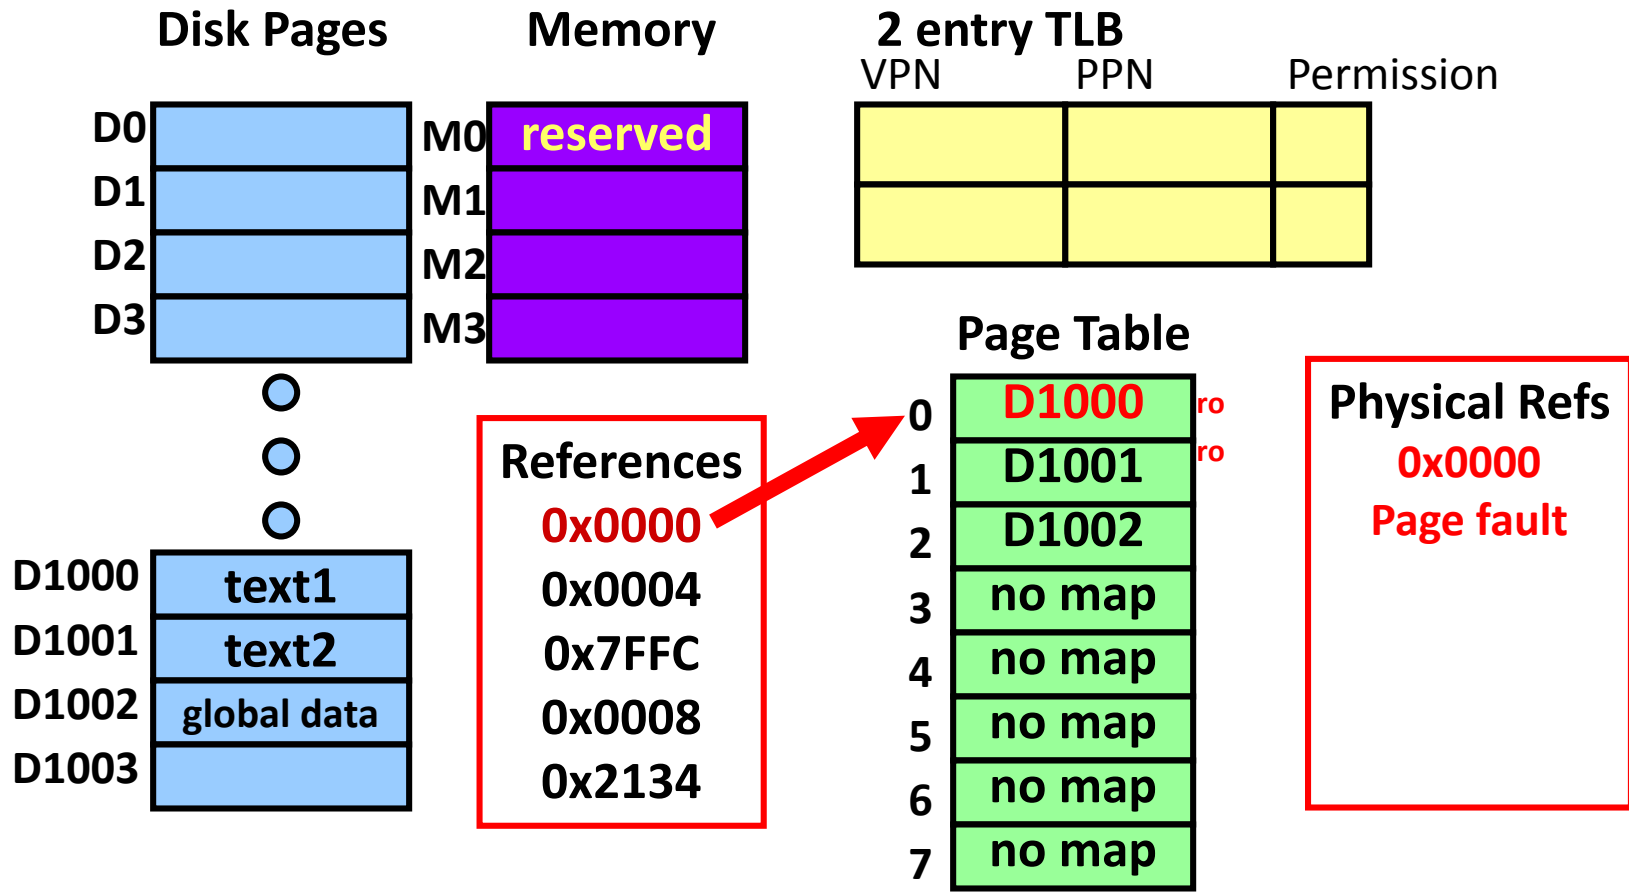 Disk Pages
D0
D1
D2
D3
D1000 text1
D1001 text2
D1002 global data
D1003
Memory
M0 reserved
M1
M2
M3
2 entry TLB
VPN PPN Permission
References
0x0000
0x0004
0x7FFC
0x0008
0x2134
Page Table
0 D1000 ro
1 D1001 ro
2 D1002
3 no map
4 no map
5 no map
6 no map
7 no map
Physical Refs
0x0000
Page fault